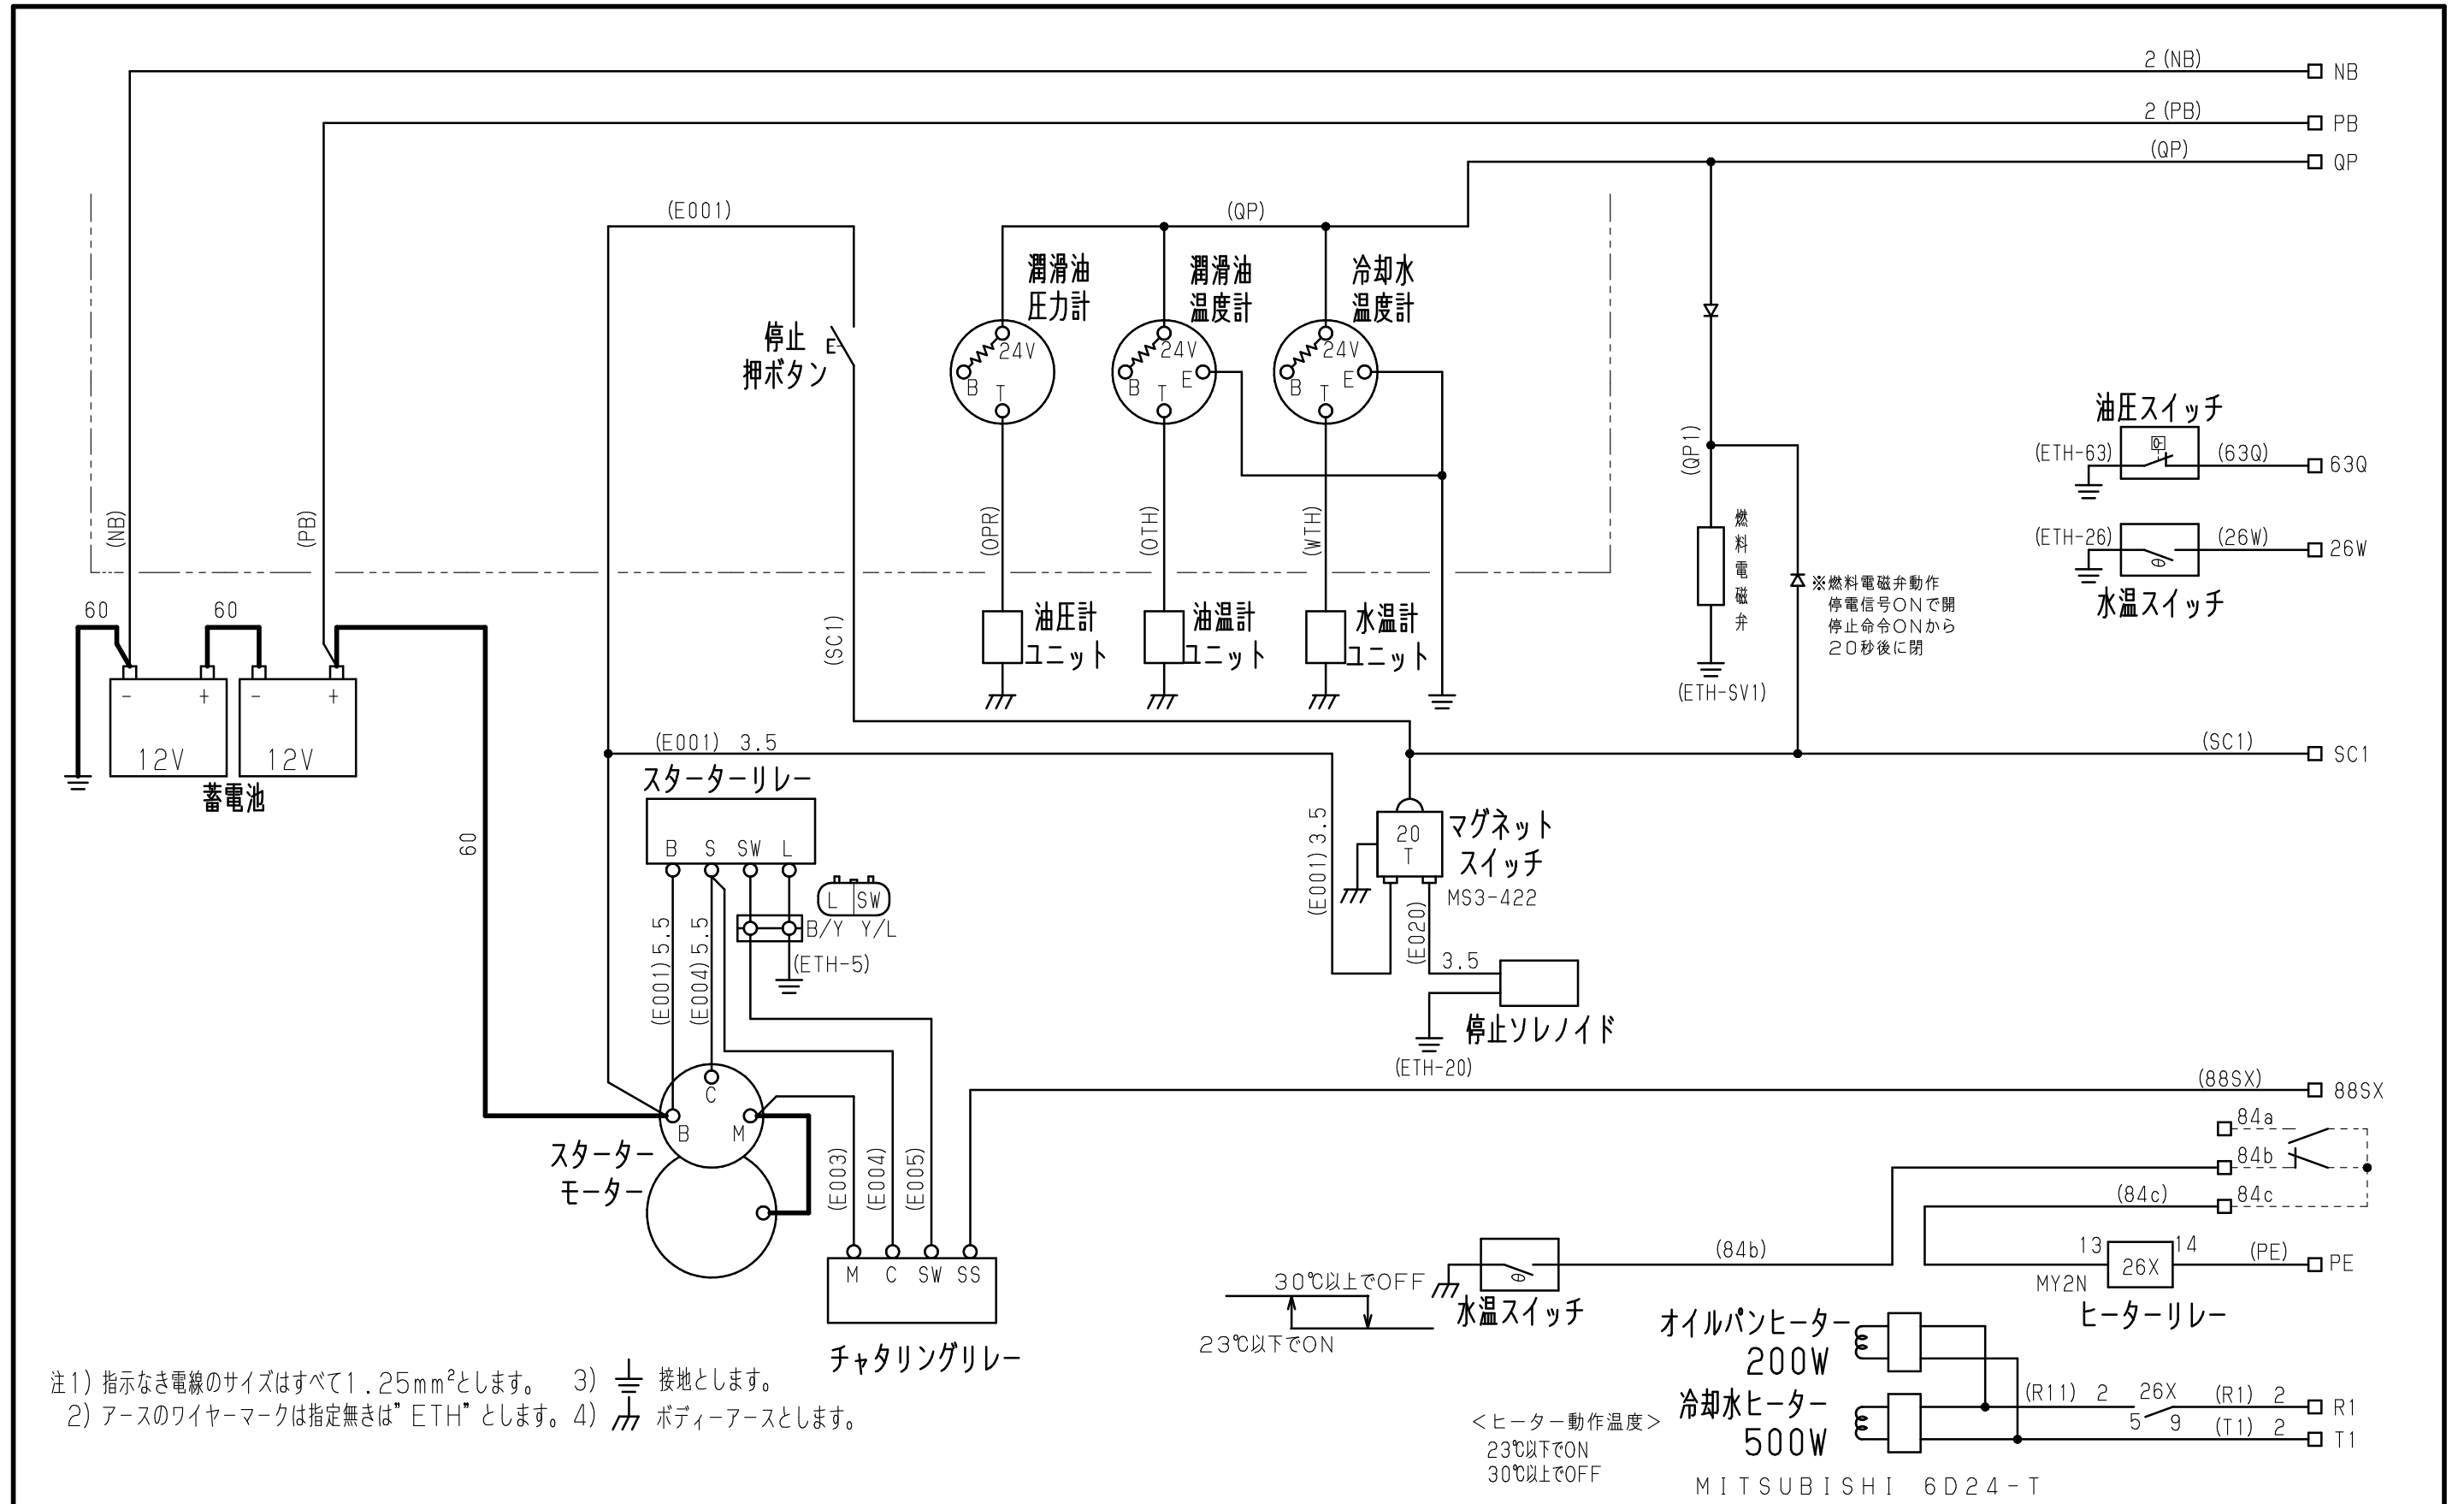 2 (NB)
NB
2 (PB)
PB
(QP)
QP
(E001)
(QP)
潤滑油
圧力計
潤滑油
温度計
冷却水
温度計
停止
押ボタン
E
24V
B
T
24V
B
T
E
24V
B
T
E
(QP1)
油圧スイッチ
(ETH-63)
(63Q)
63Q
(ETH-26)
(26W)
26W
θ
水温スイッチ
(NB)
(PB)
(OPR)
(OTH)
(WTH)
燃料電磁弁
※燃料電磁弁動作
停電信号ONで開
停止命令ONから
20秒後に閉
60
60
(SC1)
油圧計
ユニット
油温計
ユニット
水温計
ユニット
(ETH-SV1)
- +
- +
12V
12V
蓄電池
60
(E001) 3.5
(SC1)
SC1
スターターリレー
B S SW L
L SW
B/Y Y/L
(ETH-5)
(E001) 5.5
(E004) 5.5
(E001) 3.5
20
T
マグネット
スイッチ
MS3-422
(E020)
3.5
停止ソレノイド
(ETH-20)
(88SX)
88SX
C
B
M
スターター
モーター
(E003)
(E004)
(E005)
M C SW SS
チャタリングリレー
84a
84b
(84c)
84c
(84b)
13
26X
14
(PE)
PE
MY2N
ヒーターリレー
30℃以上でOFF
23℃以下でON
θ
水温スイッチ
オイルパンヒーター
200W
冷却水ヒーター
500W
(R11) 2
26X
5 9
(R1) 2
R1
(T1) 2
T1
<ヒーター動作温度>
23℃以下でON
30℃以上でOFF
MITSUBISHI 6D24-T
注1) 指示なき電線のサイズはすべて1.25mm²とします。
2) アースのワイヤーマークは指定無きは"ETH"とします。
3) 接地とします。
4) ボディーアースとします。